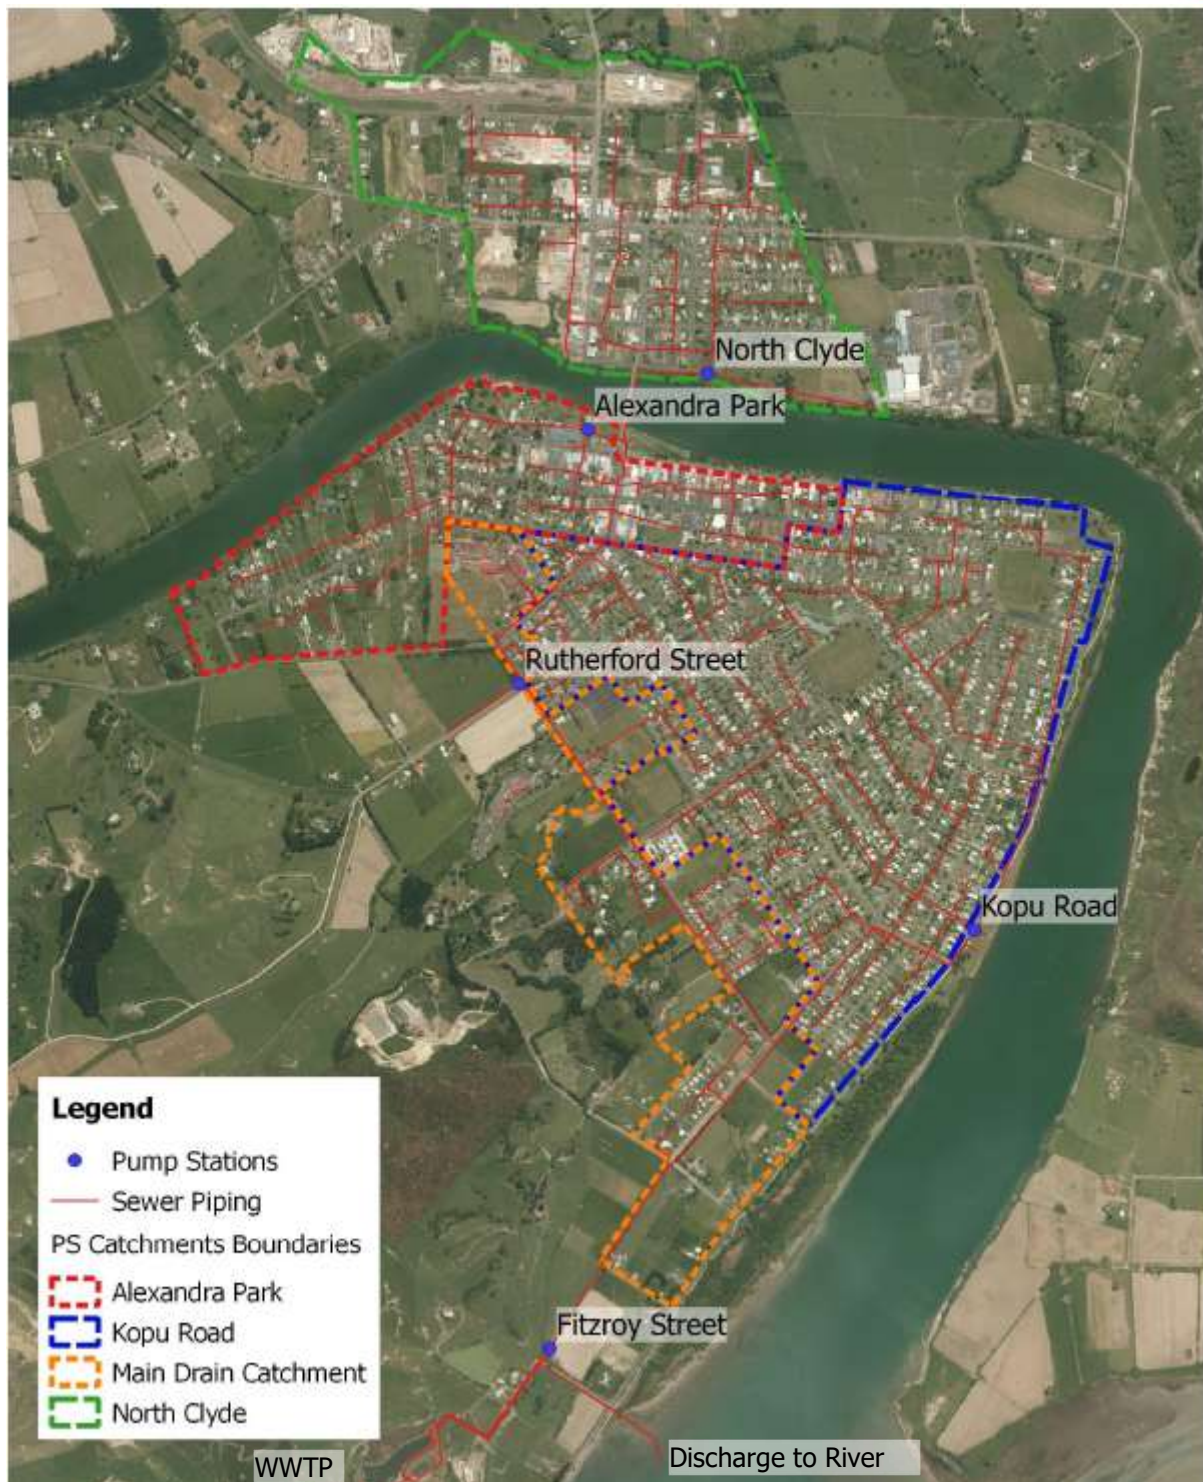 North Clyde
Alexandra Park
Rutherford Street
Kopu Road
Legend
Pump Stations
Sewer Piping
PS Catchments Boundaries
Alexandra Park
Kopu Road
Main Drain Catchment
North Clyde
Fitzroy Street
WWTP
Discharge to River